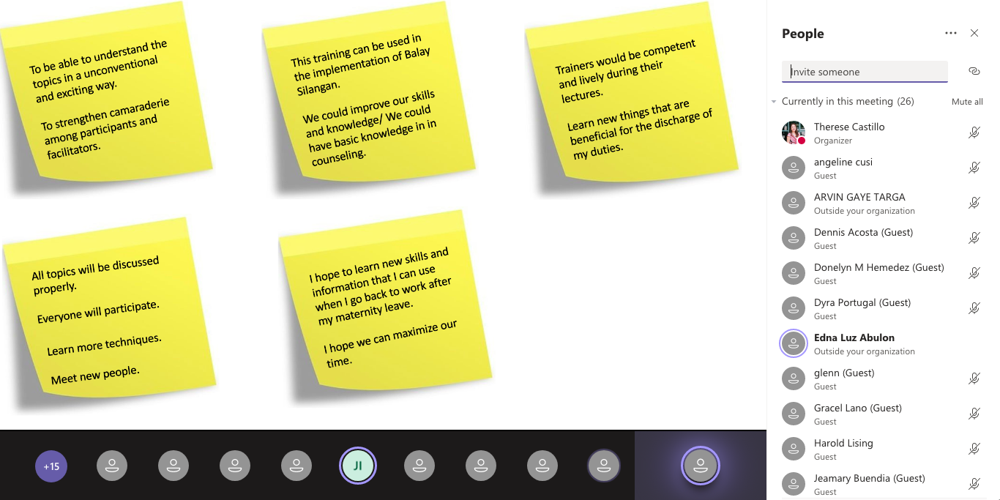 To be able to understand the
topics in a unconventional
and exciting way.
To strengthen camaraderie
among participants and
facilitators.
This training can be used in
the implementation of Balay
Silangan.
We could improve our skills
and knowledge/ We could
have basic knowledge in in
counseling.
Trainers would be competent
and lively during their
lectures.
Learn new things that are
beneficial for the discharge of
my duties.
All topics will be discussed
properly.
Everyone will participate.
Learn more techniques.
Meet new people.
I hope to learn new skills and
information that I can use
when I go back to work after
my maternity leave.
I hope we can maximize our
time.
+15
JI
People
Invite someone
Currently in this meeting (26)
Mute all
Therese Castillo
Organizer
angeline cusi
Guest
ARVIN GAYE TARGA
Outside your organization
Dennis Acosta (Guest)
Guest
Donelyn M Hemedez (Guest)
Guest
Dyra Portugal (Guest)
Guest
Edna Luz Abulon
Outside your organization
glenn (Guest)
Guest
Gracel Lano (Guest)
Guest
Harold Lising
Guest
Jeamary Buendia (Guest)
Guest